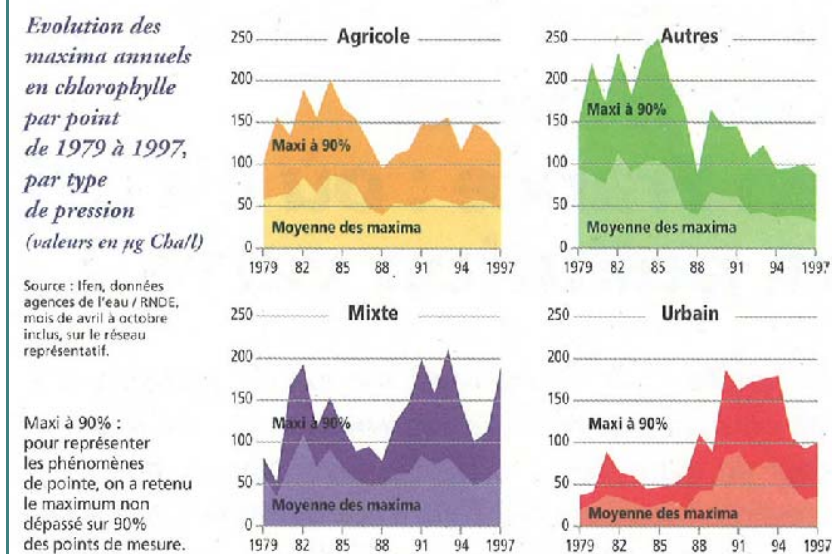 Evolution des
maxima annuels
en chlorophylle
par point
de 1979 à 1997,
par type
de pression
(valeurs en µg Cha/l)
Source : Ifen, données
agences de l'eau / RNDE,
mois de avril à octobre
inclus, sur le réseau
représentatif.
Maxi à 90% :
pour représenter
les phénomènes
de pointe, on a retenu
le maximum non
dépassé sur 90%
des points de mesure.
Agricole
250
200
150
100
50
0
Maxi à 90%
Moyenne des maxima
1979 82 85 88 91 94 1997
Autres
250
200
150
100
50
0
Maxi à 90%
Moyenne des maxima
1979 82 85 88 91 94 1997
Mixte
250
200
150
100
50
0
Maxi à 90%
Moyenne des maxima
1979 82 85 88 91 94 1997
Urbain
250
200
150
100
50
0
Maxi à 90%
Moyenne des maxima
1979 82 85 88 91 94 1997